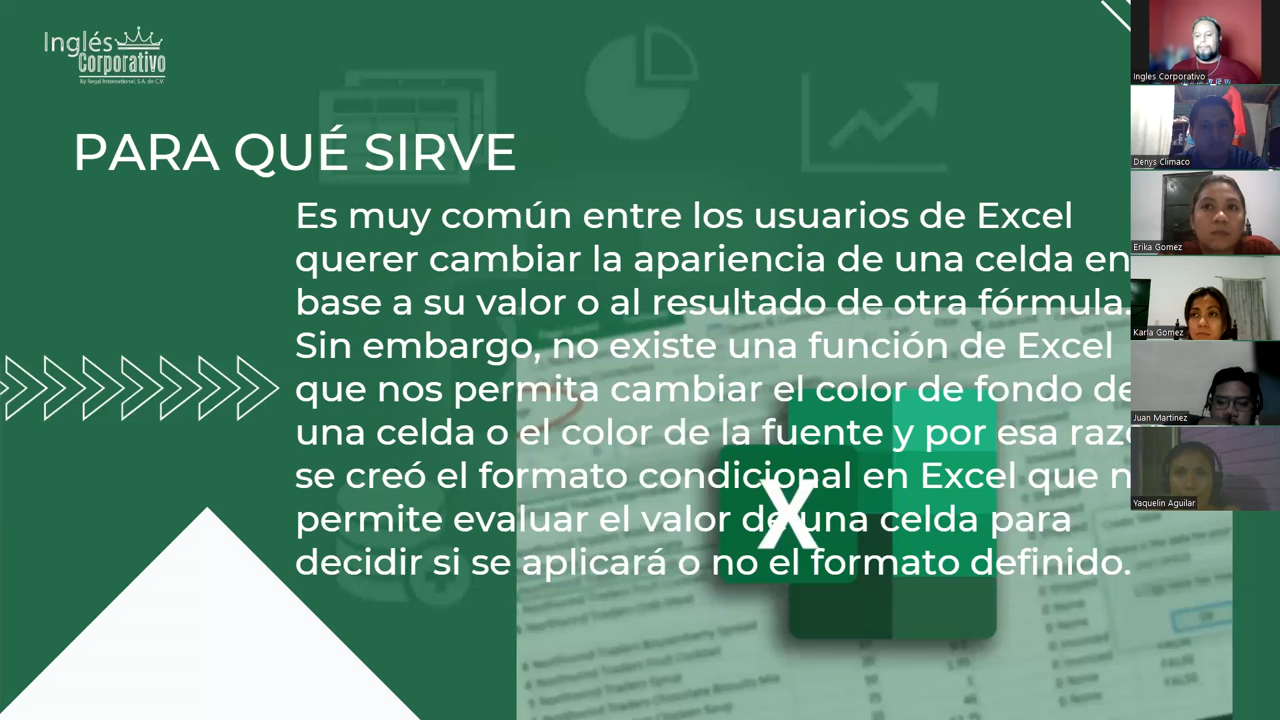 Inglés
Corporativo
By Regal International, S.A. de C.V.
PARA QUÉ SIRVE
Es muy común entre los usuarios de Excel
querer cambiar la apariencia de una celda en
base a su valor o al resultado de otra fórmula.
Sin embargo, no existe una función de Excel
que nos permita cambiar el color de fondo de
una celda o el color de la fuente y por esa
se creó el formato condicional en Excel que
permite evaluar el valor de una celda para
decidir si se aplicará o no el formato definido.
X
Ingles Corporativo
Denys Climaco
Erika Gomez
Karla Gomez
Juan Martinez
Yaquelin Aguilar